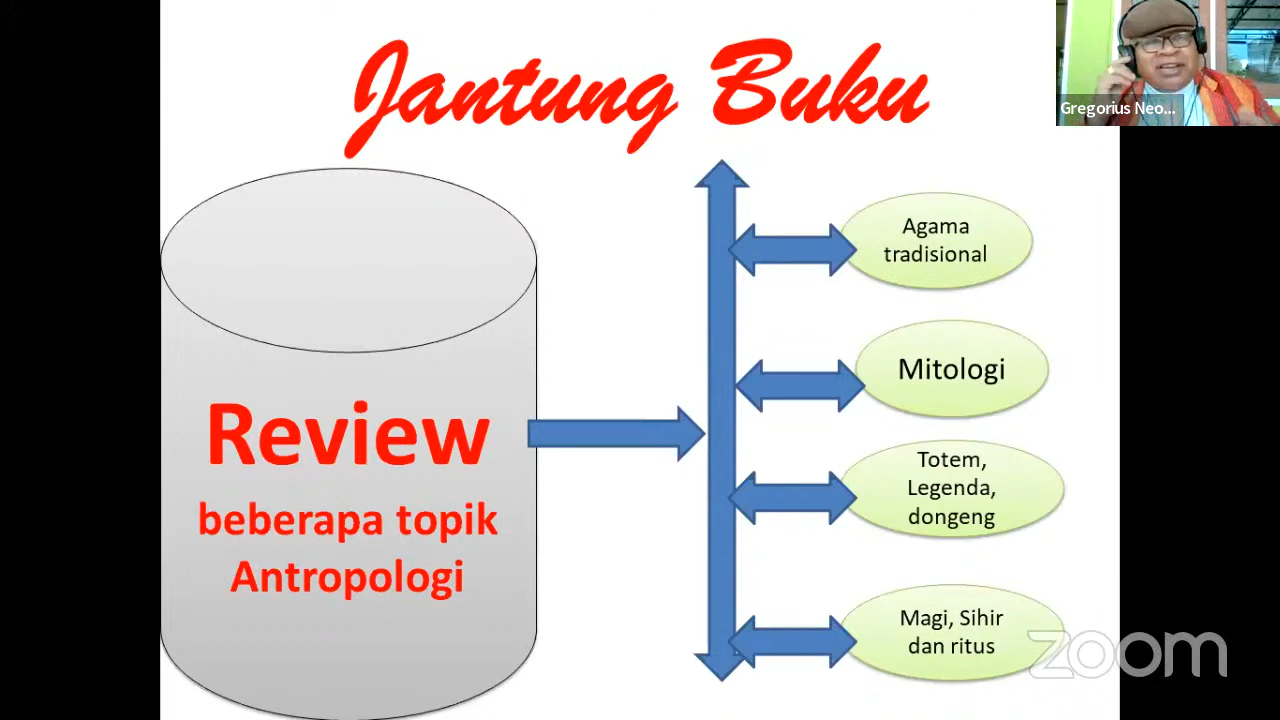 Jantung Buku
Gregorius Neo...
Review
beberapa topik
Antropologi
Agama
tradisional
Mitologi
Totem,
Legenda,
dongeng
Magi, Sihir
dan ritus
zoom